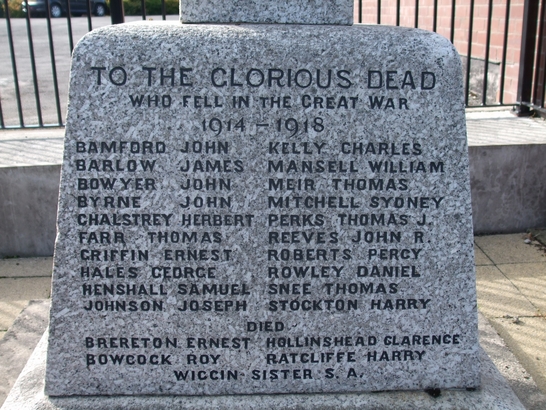 TO THE GLORIOUS DEAD
WHO FELL IN THE GREAT WAR
1914 - 1918
BAMFORD JOHN KELLY CHARLES
BARLOW JAMES MANSELL WILLIAM
BOWYER JOHN MEIR THOMAS
BYRNE JOHN MITCHELL SYDNEY
CHALSTREY HERBERT PERKS THOMAS J.
FARR THOMAS REEVES JOHN R.
GRIFFIN ERNEST ROBERTS PERCY
HALES GEORGE ROWLEY DANIEL
HENSHALL SAMUEL SNEE THOMAS
JOHNSON JOSEPH STOCKTON HARRY
DIED
BRERETON ERNEST HOLLINSHEAD CLARENCE
BOWCOCK ROY RATCLIFFE HARRY
WIGGIN SISTER S. A.